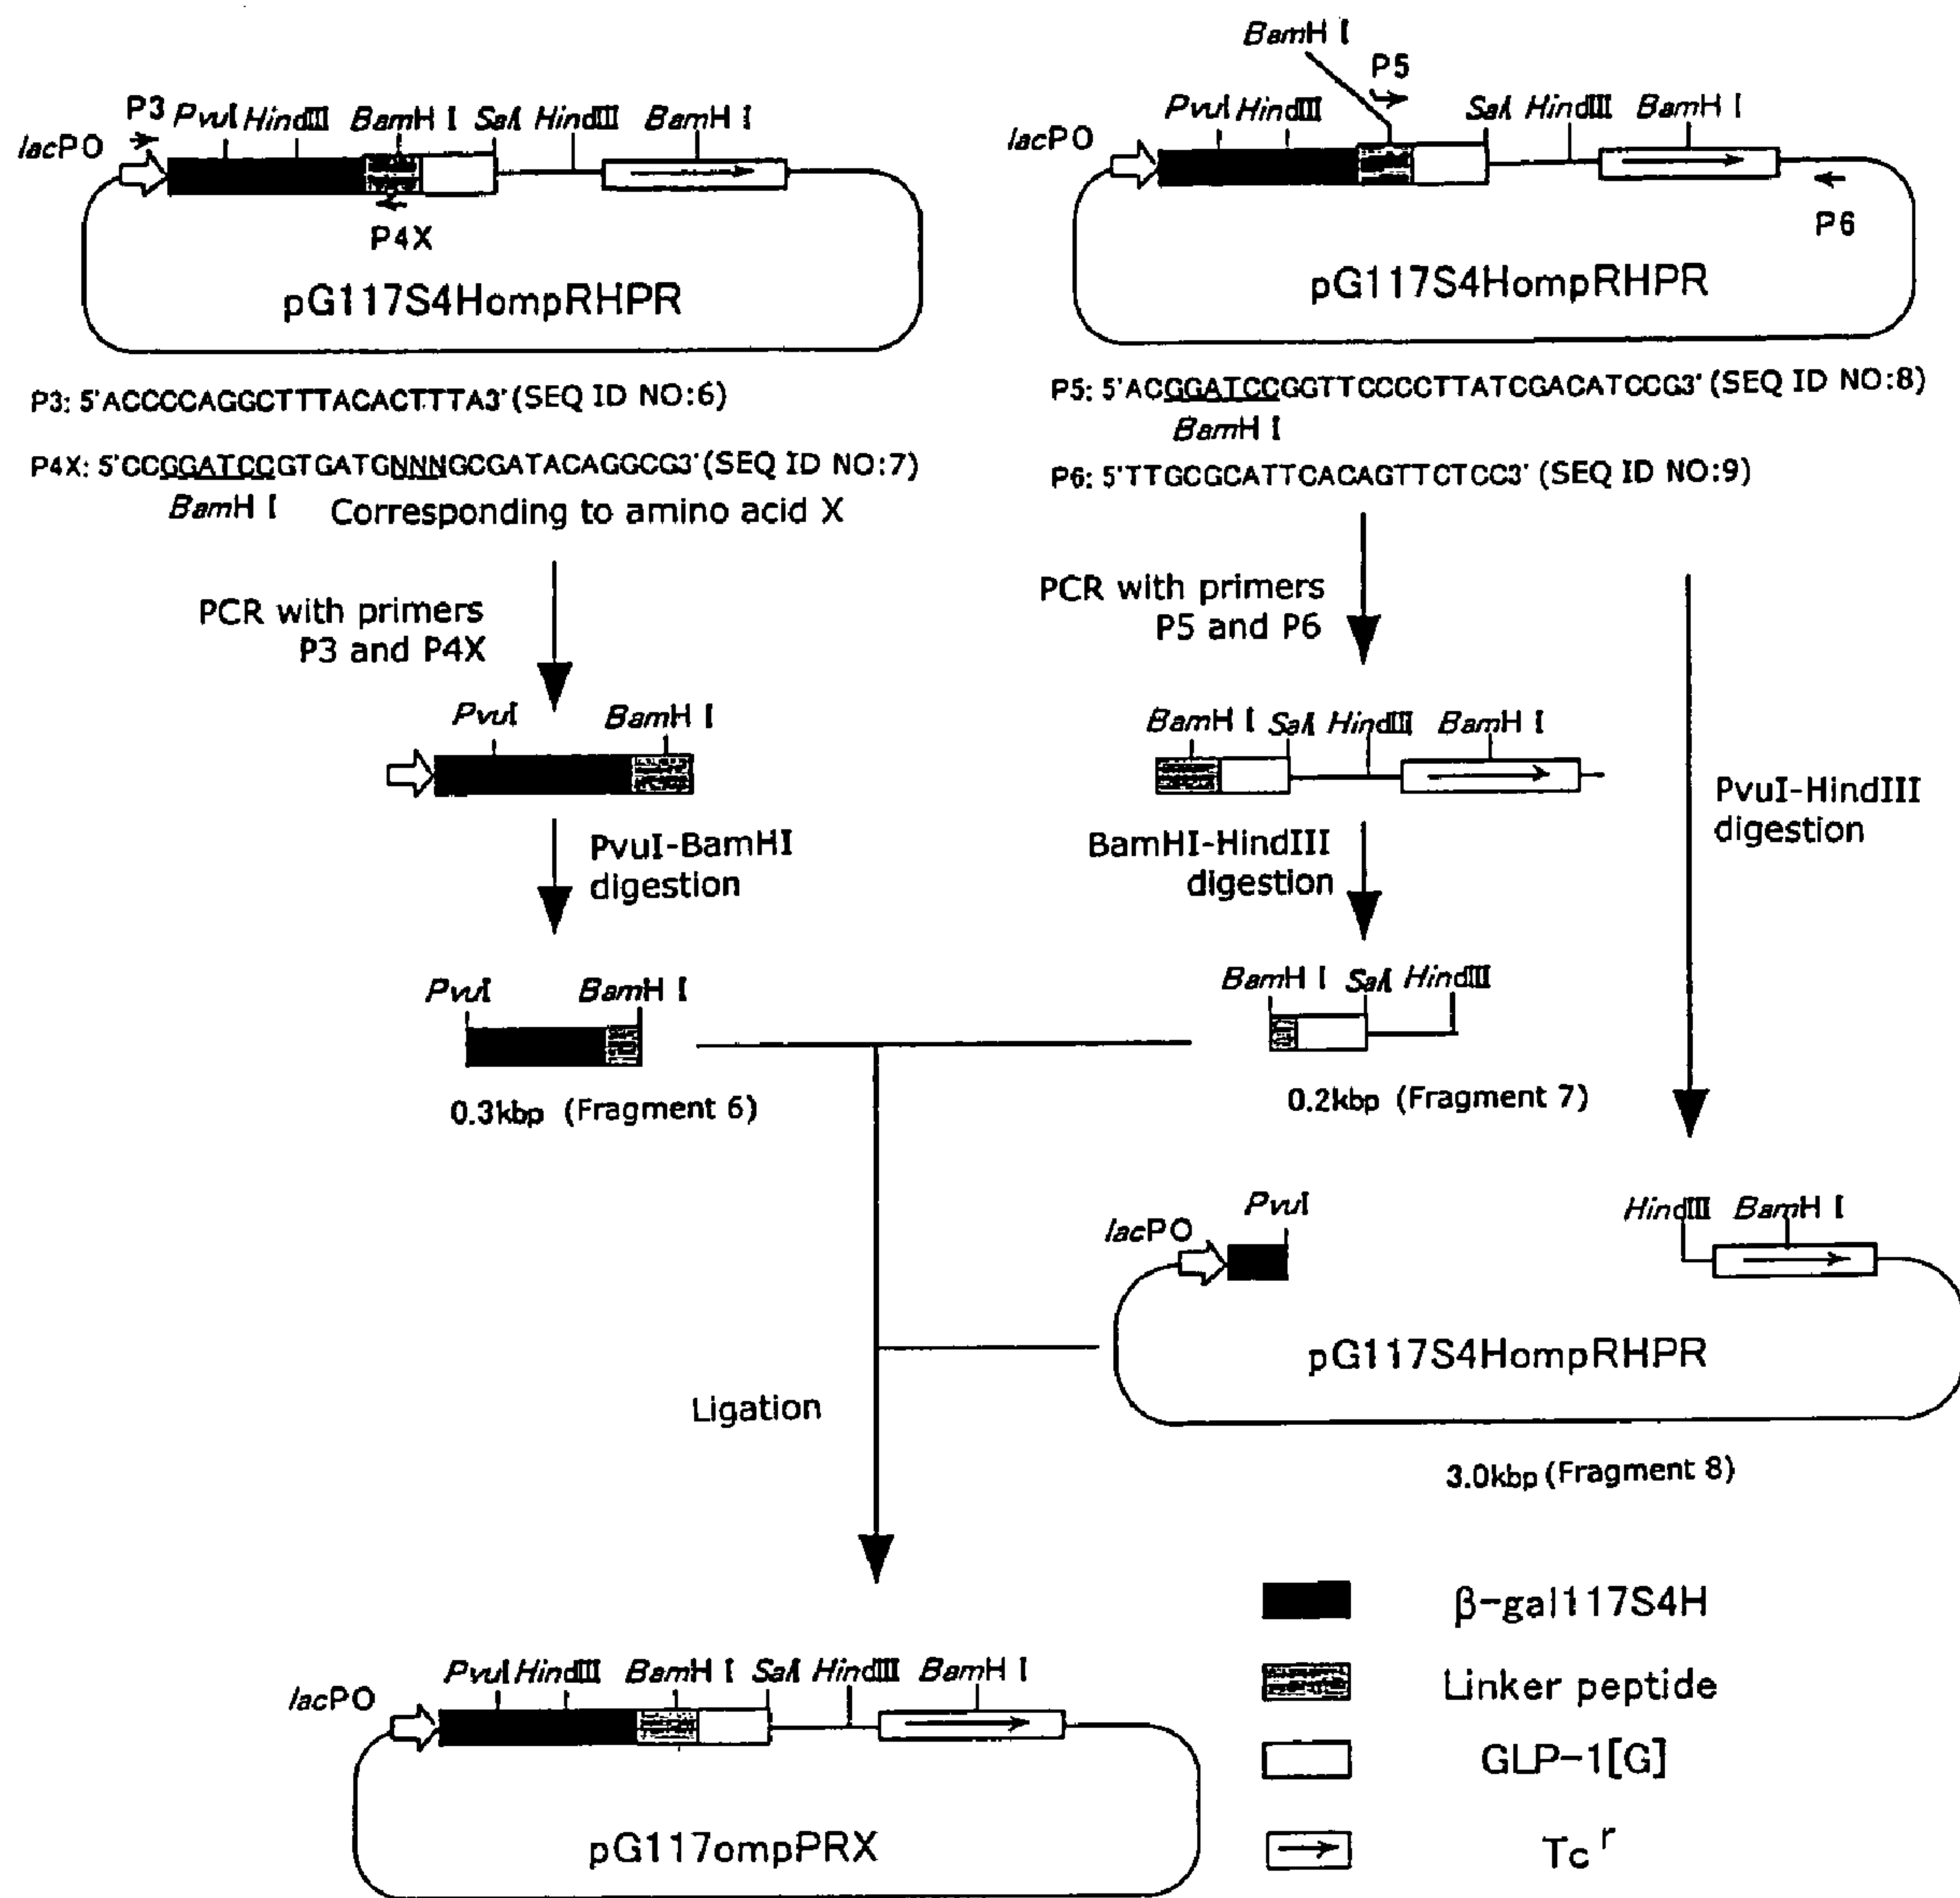 BamH I
P5
P3 PvuI HindIII BamH I SalI HindIII BamH I
lacPO
P4X
pG117S4HompRHPR
PvuI HindIII SalI HindIII BamH I
lacPO
P6
pG117S4HompRHPR
P3: 5'ACCCCAGGCTTTACACTTTA3' (SEQ ID NO:6)
P4X: 5'CCGGATCCGTGATGNNNGCGATACAGGCG3' (SEQ ID NO:7)
BamH I Corresponding to amino acid X
P5: 5'ACGGATCCGGTTCCCCTTATCGACATCCG3' (SEQ ID NO:8)
BamH I
P6: 5'TTGCGCATTCACAGTTCTCC3' (SEQ ID NO:9)
PCR with primers
P3 and P4X
PCR with primers
P5 and P6
PvuI BamH I
BamH I SalI HindIII BamH I
PvuI-BamHI
digestion
BamHI-HindIII
digestion
PvuI-HindIII
digestion
PvuI BamH I
0.3kbp (Fragment 6)
BamH I SalI HindIII
0.2kbp (Fragment 7)
PvuI HindIII BamH I
lacPO
pG117S4HompRHPR
3.0kbp (Fragment 8)
Ligation
PvuI HindIII BamH I SalI HindIII BamH I
lacPO
pG117ompPRX
β-gal117S4H
Linker peptide
GLP-1[G]
Tc r